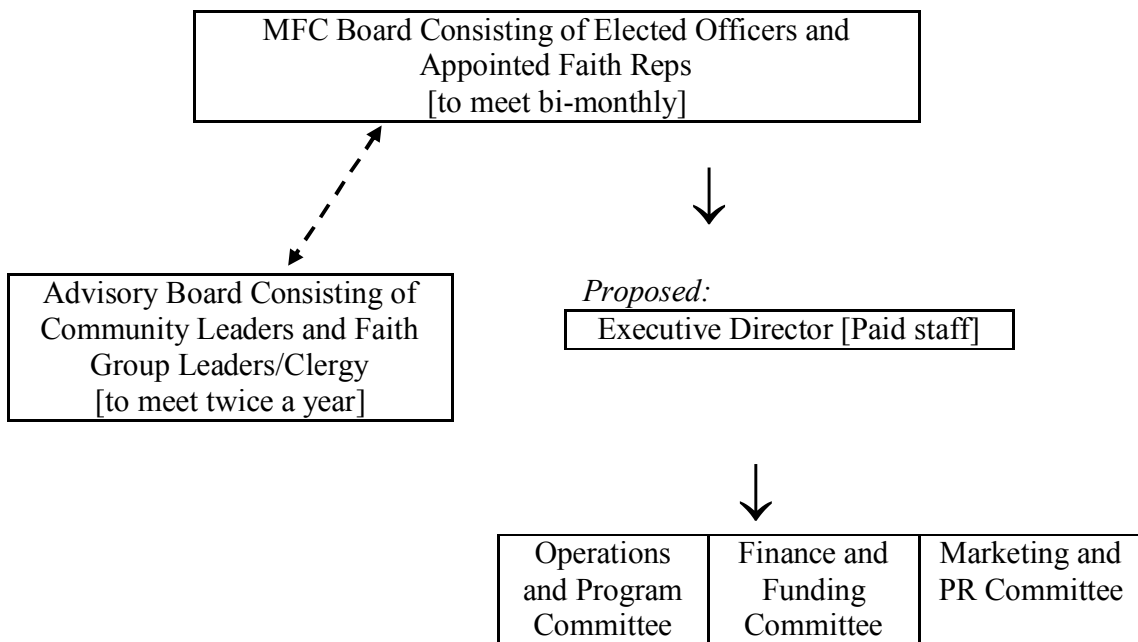 MFC Board Consisting of Elected Officers and
Appointed Faith Reps
[to meet bi-monthly]
Advisory Board Consisting of
Community Leaders and Faith
Group Leaders/Clergy
[to meet twice a year]
Proposed:
Executive Director [Paid staff]
Operations
and Program
Committee
Finance and
Funding
Committee
Marketing and
PR Committee